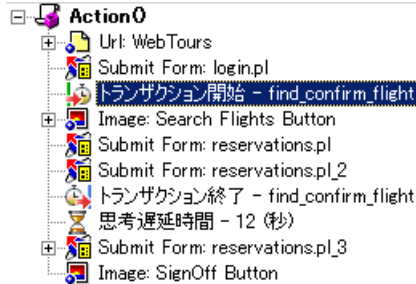 Action()
Url: WebTours
Submit Form: login.pl
トランザクション開始 - find_confirm_flight
Image: Search Flights Button
Submit Form: reservations.pl
Submit Form: reservations.pl_2
トランザクション終了 - find_confirm_flight
思考遅延時間 - 12 (秒)
Submit Form: reservations.pl_3
Image: SignOff Button